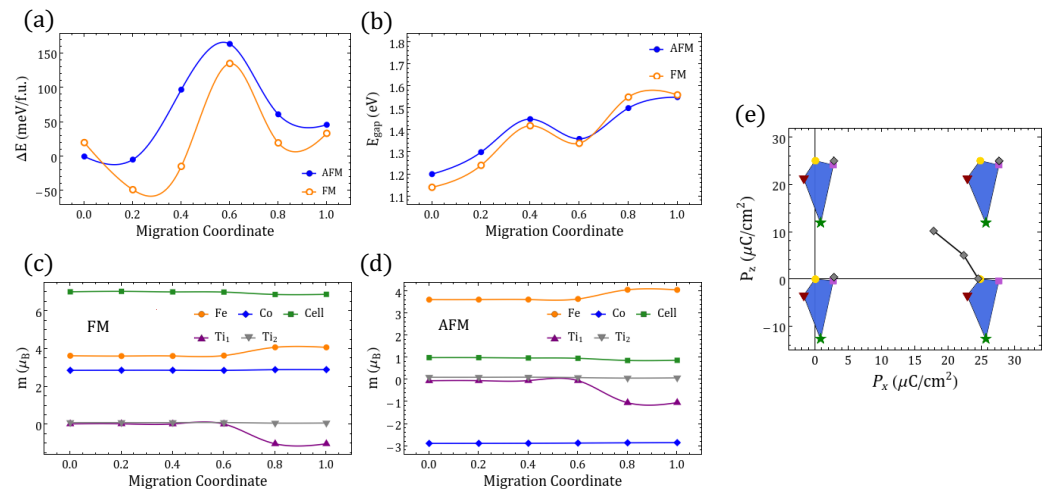 (a)
150
100
50
0
−50
ΔE (meV/f.u.)
AFM
FM
0.0 0.2 0.4 0.6 0.8 1.0
Migration Coordinate
(b)
1.8
1.7
1.6
1.5
1.4
1.3
1.2
1.1
E_gap (eV)
AFM
FM
0.0 0.2 0.4 0.6 0.8 1.0
Migration Coordinate
(c)
6
4
2
0
m (μ_B)
FM
Fe Co Cell
Ti₁ Ti₂
0.0 0.2 0.4 0.6 0.8 1.0
Migration Coordinate
(d)
4
3
2
1
0
−1
−2
−3
m (μ_B)
AFM
Fe Co Cell
Ti₁ Ti₂
0.0 0.2 0.4 0.6 0.8 1.0
Migration Coordinate
(e)
30
20
10
0
−10
P_z (μC/cm²)
0 5 10 15 20 25 30
P_x (μC/cm²)